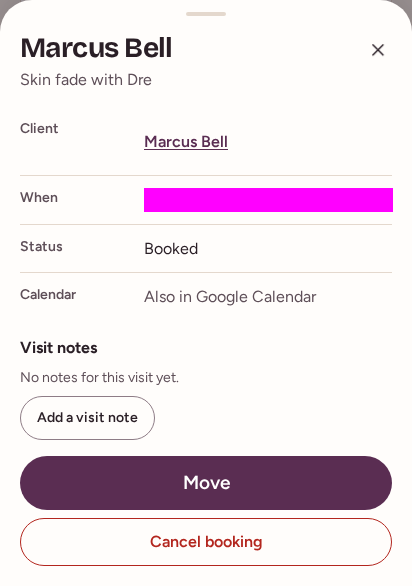 Marcus Bell
Skin fade with Dre
Client
Marcus Bell
When
Status
Booked
Calendar
Also in Google Calendar
Visit notes
No notes for this visit yet.
Add a visit note
Move
Cancel booking